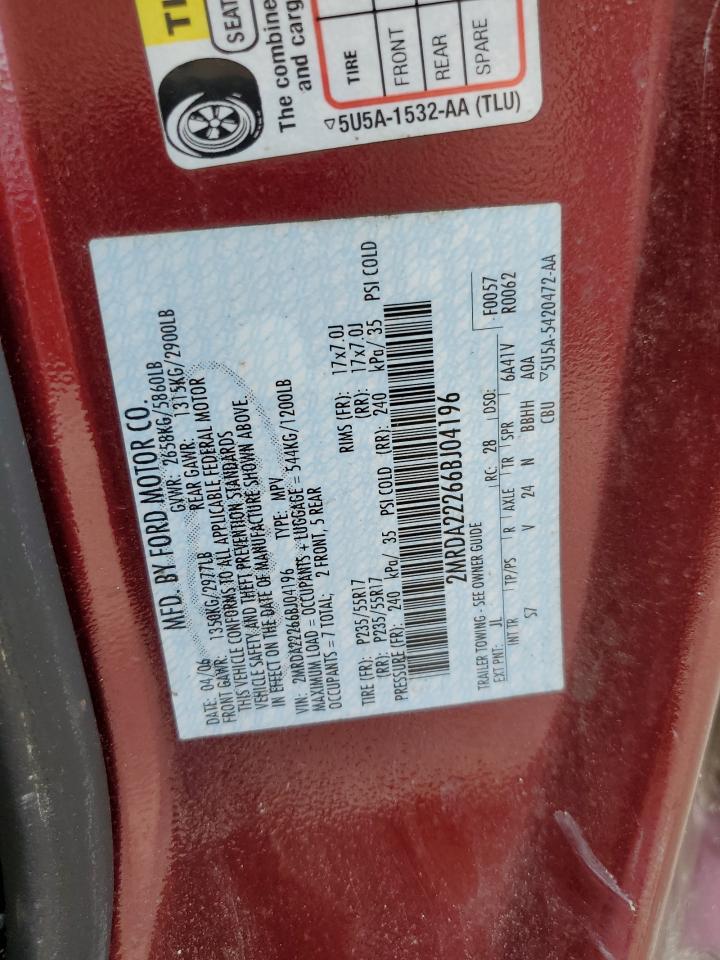 TI
SEAT
The combine
and carg
TIRE
FRONT
REAR
SPARE
5U5A-1532-AA (TLU)
MFD. BY FORD MOTOR CO.
DATE: 04/06 GVWR: 2658KG/5860LB
FRONT GAWR: 1350KG/2977LB REAR GAWR: 1315KG/2900LB
THIS VEHICLE CONFORMS TO ALL APPLICABLE FEDERAL MOTOR
VEHICLE SAFETY AND THEFT PREVENTION STANDARDS
IN EFFECT ON THE DATE OF MANUFACTURE SHOWN ABOVE.
VIN: 2MRDA22266BJ04196 TYPE: MPV
MAXIMUM LOAD = OCCUPANTS + LUGGAGE = 544KG/1200LB
OCCUPANTS = 7 TOTAL; 2 FRONT, 5 REAR
TIRE (FR): P235/55R17 RIMS (FR): 17x7.0J
(RR): P235/55R17 (RR): 17x7.0J
PRESSURE (FR): 240 kPa/ 35 PSI COLD (RR): 240 kPa/ 35 PSI COLD
2MRDA22266BJ04196
TRAILER TOWING - SEE OWNER GUIDE
EXT PNT: JL RC: 28 DSO: F0057
INT TR TP/PS R AXLE TR SPR 6A41V R0062
S7 V 24 N BBHH A0A
CBU 5U5A-5420472-AA